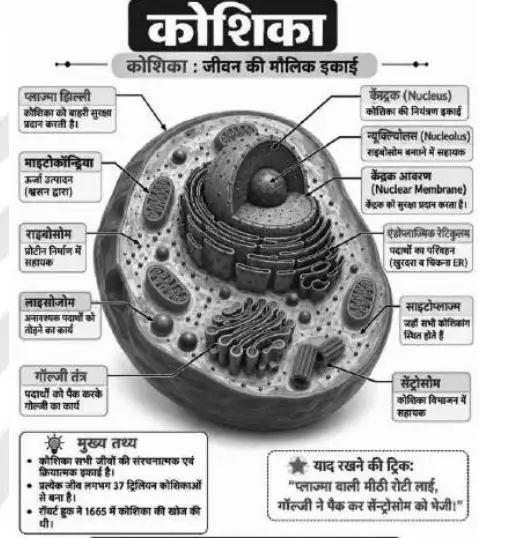 कोशिका
कोशिका : जीवन की मौलिक इकाई
प्लाज्मा झिल्ली
कोशिका को बाहरी सुरक्षा
प्रदान करती है।
माइटोकॉन्ड्रिया
ऊर्जा उत्पादन
(श्वसन द्वारा)
राइबोसोम
प्रोटीन निर्माण में
सहायक
लाइसोजोम
अनावश्यक पदार्थों को
तोड़ने का कार्य
गॉल्जी तंत्र
पदार्थों को पैक करके
गोल्जी का कार्य
केंद्रक (Nucleus)
कोशिका की नियंत्रण इकाई
न्यूक्लियोलस (Nucleolus)
राइबोसोम बनाने में सहायक
केंद्रक आवरण
(Nuclear Membrane)
केंद्रक को सुरक्षा प्रदान करता है।
एंडोप्लाज्मिक रेटिकुलम
पदार्थों का परिवहन
(खुरदरा व चिकना ER)
साइटोप्लाज्म
जहाँ सभी कोशिकांग
स्थित होते हैं
सेंट्रोसोम
कोशिका विभाजन में
सहायक
मुख्य तथ्य
• कोशिका सभी जीवों की संरचनात्मक एवं
क्रियात्मक इकाई है।
• प्रत्येक जीव लगभग 37 ट्रिलियन कोशिकाओं
से बना है।
• रॉबर्ट हुक ने 1665 में कोशिका की खोज की
थी।
याद रखने की ट्रिक:
"प्लाज्मा वाली मीठी रोटी लाई,
गॉल्जी ने पैक कर सेंन्ट्रोसोम को भेजी!"